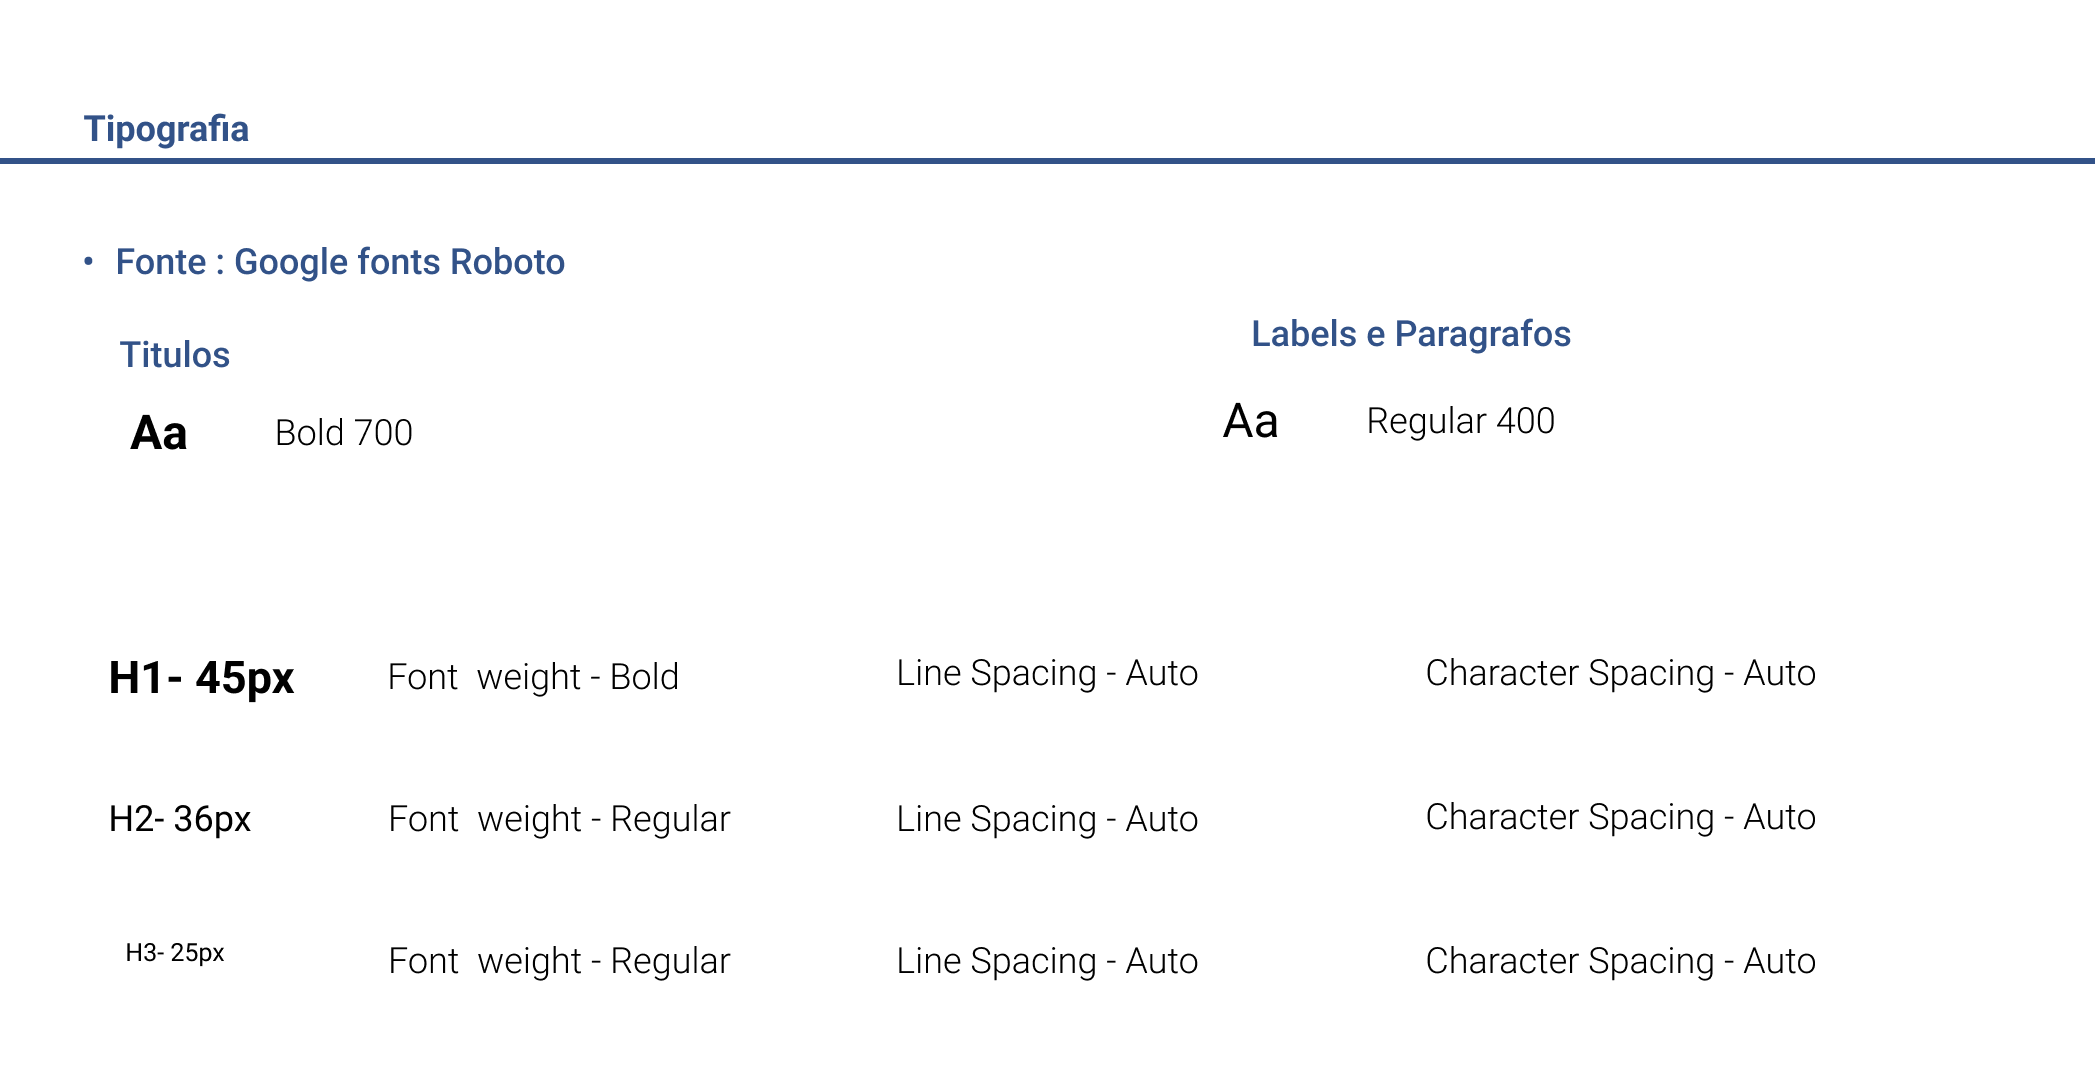 Tipografia
• Fonte : Google fonts Roboto
Titulos
Aa Bold 700
Labels e Paragrafos
Aa Regular 400
H1- 45px Font weight - Bold Line Spacing - Auto Character Spacing - Auto
H2- 36px Font weight - Regular Line Spacing - Auto Character Spacing - Auto
H3- 25px Font weight - Regular Line Spacing - Auto Character Spacing - Auto